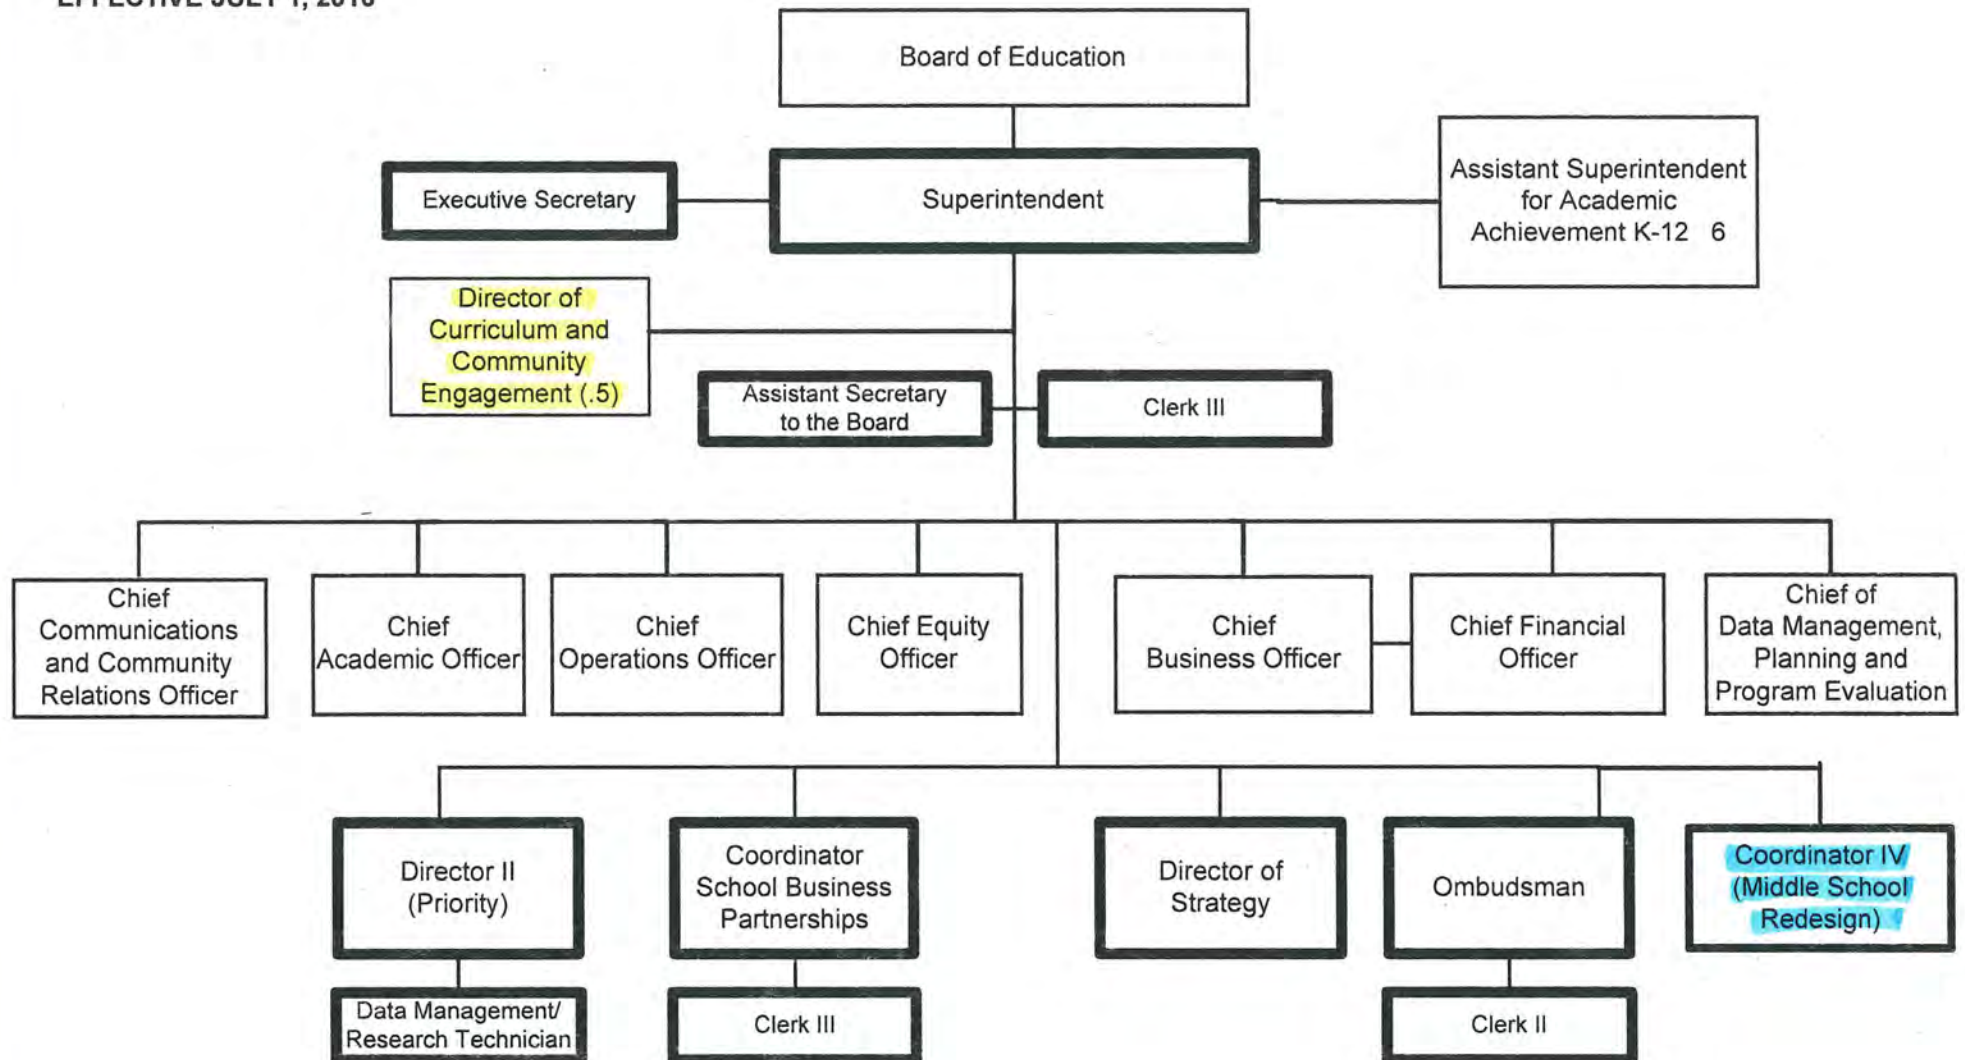 Board of Education
Executive Secretary
Superintendent
Assistant Superintendent
for Academic
Achievement K-12 6
Director of
Curriculum and
Community
Engagement (.5)
Assistant Secretary
to the Board
Clerk III
Chief
Communications
and Community
Relations Officer
Chief
Academic Officer
Chief
Operations Officer
Chief Equity
Officer
Chief
Business Officer
Chief Financial
Officer
Chief of
Data Management,
Planning and
Program Evaluation
Director II
(Priority)
Coordinator
School Business
Partnerships
Director of
Strategy
Ombudsman
Coordinator IV
(Middle School
Redesign)
Data Management/
Research Technician
Clerk III
Clerk II